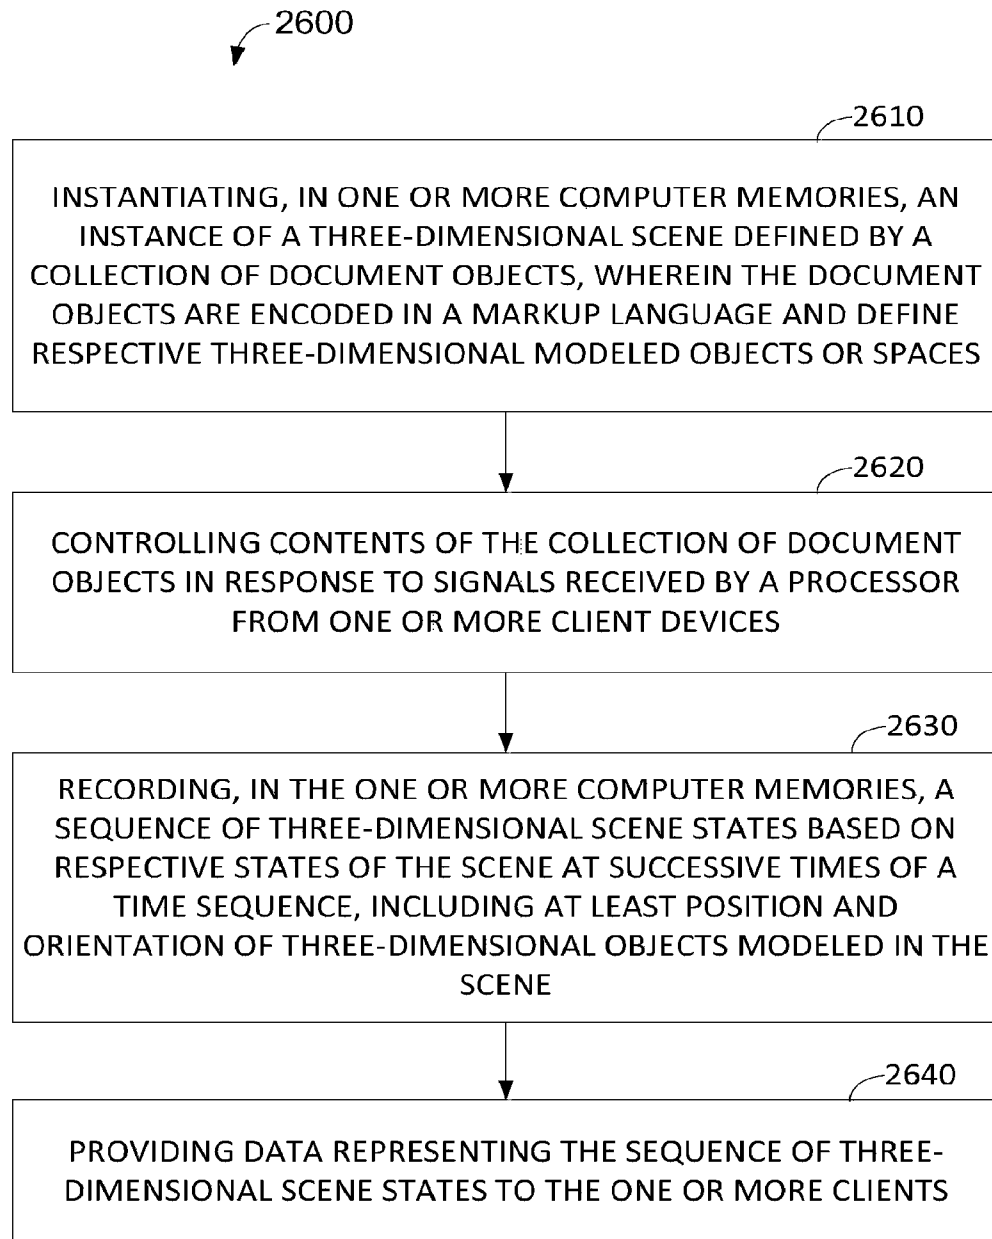 2600
2610
INSTANTIATING, IN ONE OR MORE COMPUTER MEMORIES, AN
INSTANCE OF A THREE-DIMENSIONAL SCENE DEFINED BY A
COLLECTION OF DOCUMENT OBJECTS, WHEREIN THE DOCUMENT
OBJECTS ARE ENCODED IN A MARKUP LANGUAGE AND DEFINE
RESPECTIVE THREE-DIMENSIONAL MODELED OBJECTS OR SPACES
2620
CONTROLLING CONTENTS OF THE COLLECTION OF DOCUMENT
OBJECTS IN RESPONSE TO SIGNALS RECEIVED BY A PROCESSOR
FROM ONE OR MORE CLIENT DEVICES
2630
RECORDING, IN THE ONE OR MORE COMPUTER MEMORIES, A
SEQUENCE OF THREE-DIMENSIONAL SCENE STATES BASED ON
RESPECTIVE STATES OF THE SCENE AT SUCCESSIVE TIMES OF A
TIME SEQUENCE, INCLUDING AT LEAST POSITION AND
ORIENTATION OF THREE-DIMENSIONAL OBJECTS MODELED IN THE
SCENE
2640
PROVIDING DATA REPRESENTING THE SEQUENCE OF THREE-
DIMENSIONAL SCENE STATES TO THE ONE OR MORE CLIENTS